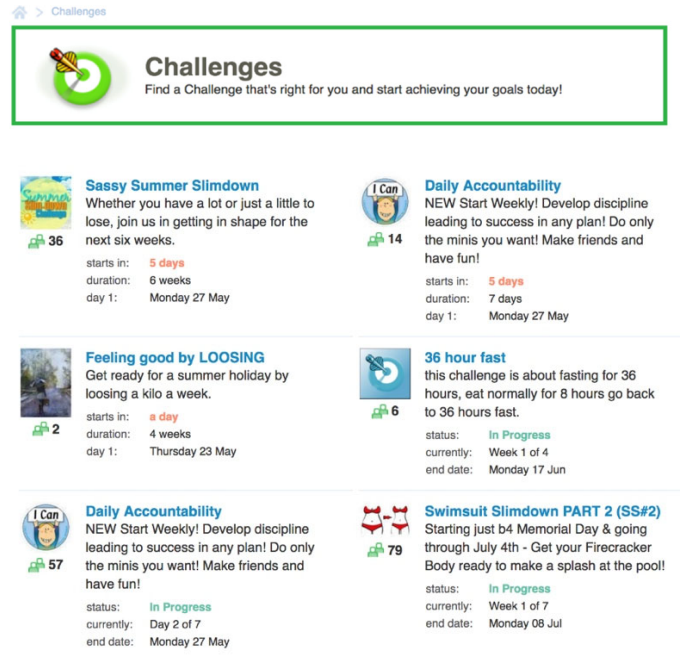 > Challenges
Challenges
Find a Challenge that's right for you and start achieving your goals today!
Summer
Challenge
36
Sassy Summer Slimdown
Whether you have a lot or just a little to
lose, join us in getting in shape for the
next six weeks.
starts in: 5 days
duration: 6 weeks
day 1: Monday 27 May
I Can
14
Daily Accountability
NEW Start Weekly! Develop discipline
leading to success in any plan! Do only
the minis you want! Make friends and
have fun!
starts in: 5 days
duration: 7 days
day 1: Monday 27 May
2
Feeling good by LOOSING
Get ready for a summer holiday by
loosing a kilo a week.
starts in: a day
duration: 4 weeks
day 1: Thursday 23 May
6
36 hour fast
this challenge is about fasting for 36
hours, eat normally for 8 hours go back
to 36 hours fast.
status: In Progress
currently: Week 1 of 4
end date: Monday 17 Jun
I Can
57
Daily Accountability
NEW Start Weekly! Develop discipline
leading to success in any plan! Do only
the minis you want! Make friends and
have fun!
status: In Progress
currently: Day 2 of 7
end date: Monday 27 May
79
Swimsuit Slimdown PART 2 (SS#2)
Starting just b4 Memorial Day & going
through July 4th - Get your Firecracker
Body ready to make a splash at the pool!
status: In Progress
currently: Week 1 of 7
end date: Monday 08 Jul